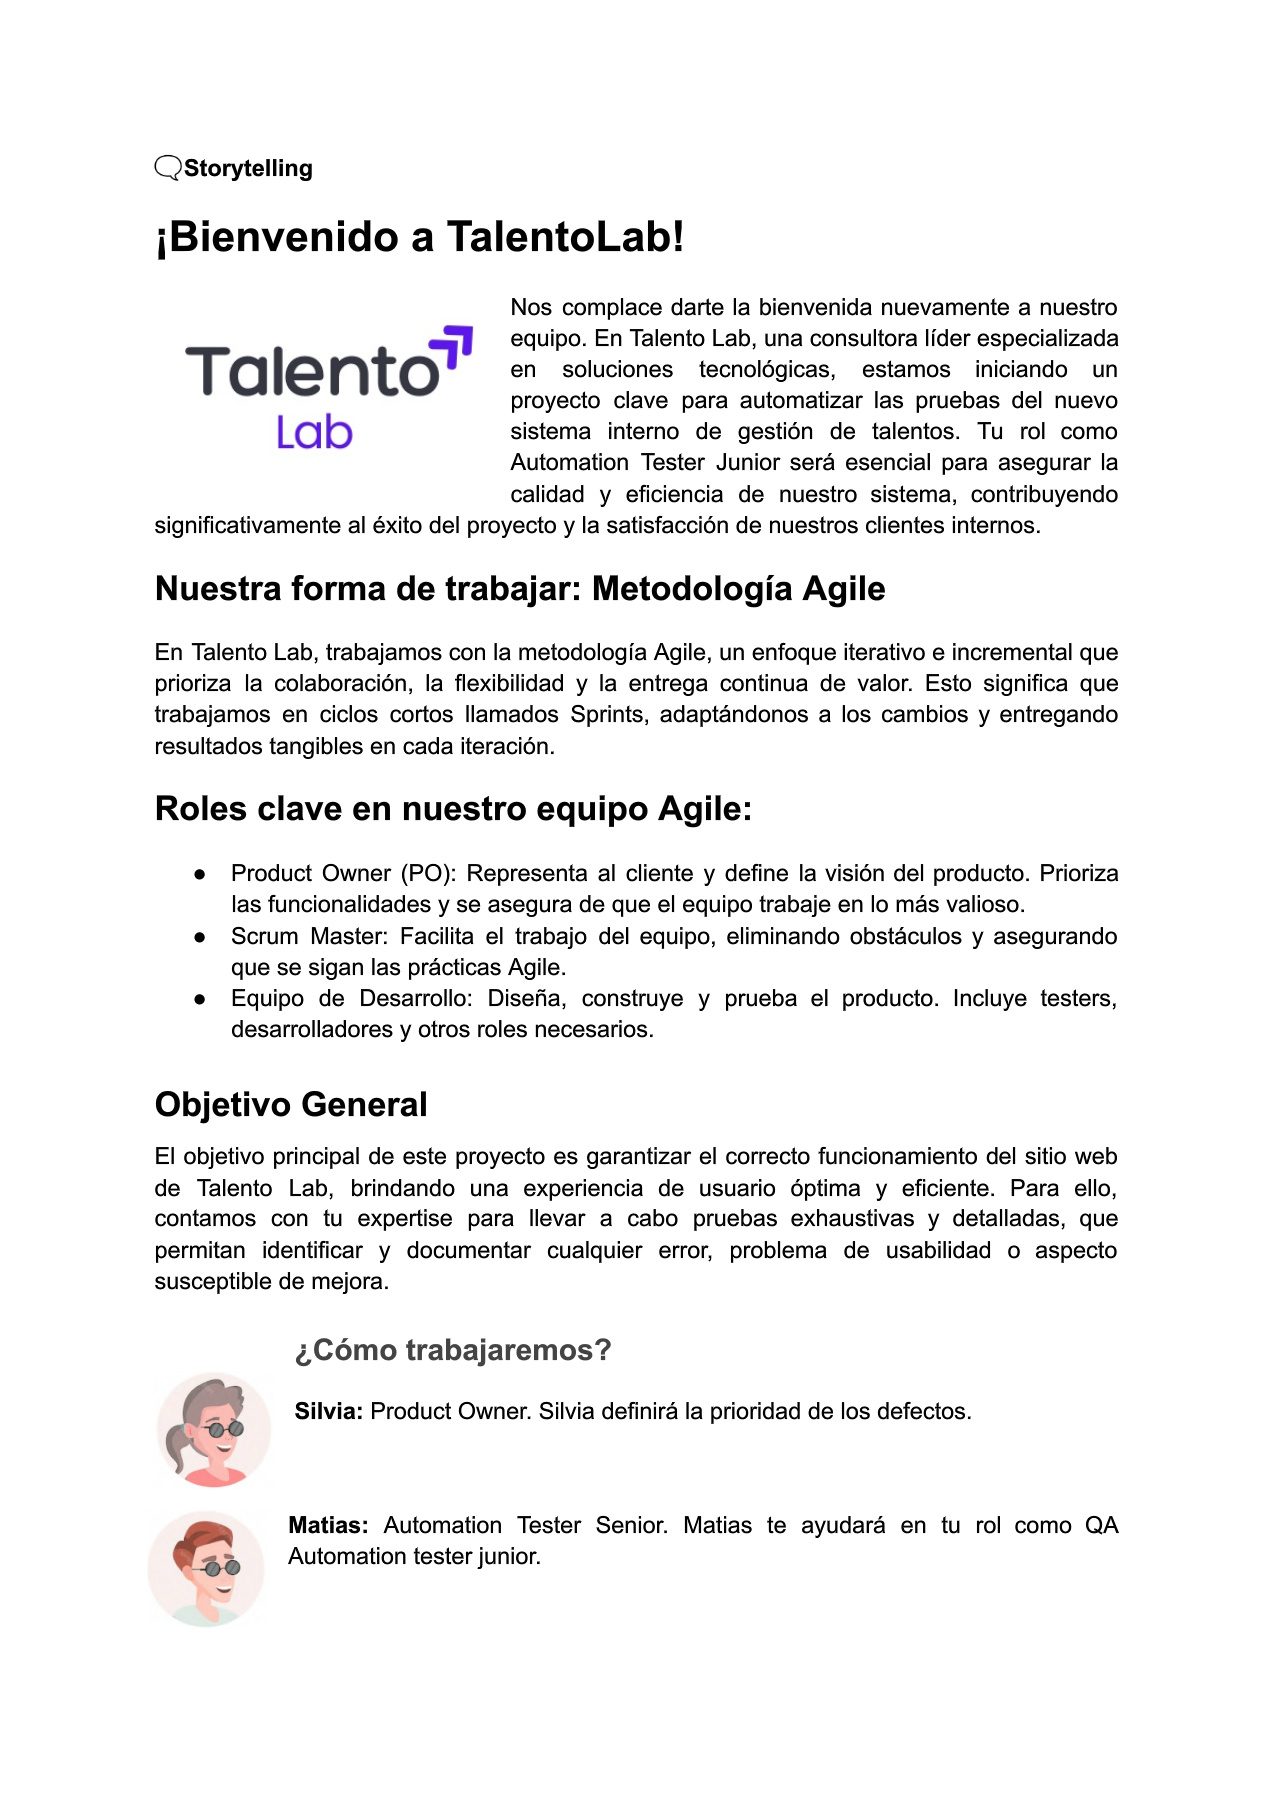 🗨Storytelling
¡Bienvenido a TalentoLab!
Talento
Lab
Nos complace darte la bienvenida nuevamente a nuestro
equipo. En Talento Lab, una consultora líder especializada
en soluciones tecnológicas, estamos iniciando un
proyecto clave para automatizar las pruebas del nuevo
sistema interno de gestión de talentos. Tu rol como
Automation Tester Junior será esencial para asegurar la
calidad y eficiencia de nuestro sistema, contribuyendo
significativamente al éxito del proyecto y la satisfacción de nuestros clientes internos.
Nuestra forma de trabajar: Metodología Agile
En Talento Lab, trabajamos con la metodología Agile, un enfoque iterativo e incremental que
prioriza la colaboración, la flexibilidad y la entrega continua de valor. Esto significa que
trabajamos en ciclos cortos llamados Sprints, adaptándonos a los cambios y entregando
resultados tangibles en cada iteración.
Roles clave en nuestro equipo Agile:
● Product Owner (PO): Representa al cliente y define la visión del producto. Prioriza
las funcionalidades y se asegura de que el equipo trabaje en lo más valioso.
● Scrum Master: Facilita el trabajo del equipo, eliminando obstáculos y asegurando
que se sigan las prácticas Agile.
● Equipo de Desarrollo: Diseña, construye y prueba el producto. Incluye testers,
desarrolladores y otros roles necesarios.
Objetivo General
El objetivo principal de este proyecto es garantizar el correcto funcionamiento del sitio web
de Talento Lab, brindando una experiencia de usuario óptima y eficiente. Para ello,
contamos con tu expertise para llevar a cabo pruebas exhaustivas y detalladas, que
permitan identificar y documentar cualquier error, problema de usabilidad o aspecto
susceptible de mejora.
¿Cómo trabajaremos?
Silvia: Product Owner. Silvia definirá la prioridad de los defectos.
Matias: Automation Tester Senior. Matias te ayudará en tu rol como QA
Automation tester junior.